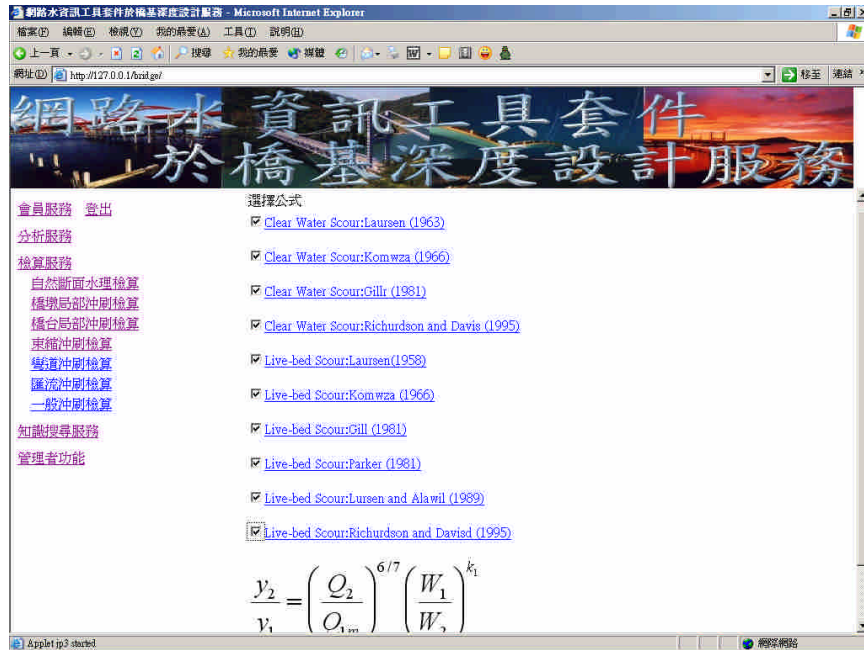 網路水資訊工具套件於橋基深度設計服務 - Microsoft Internet Explorer
檔案(F) 編輯(E) 檢視(V) 我的最愛(A) 工具(T) 說明(H)
上一頁 搜尋 我的最愛 媒體
網址(D) http://127.0.0.1/bridge/ 移至 連結 »
網路水資訊工具套件
於橋基深度設計服務
會員服務 登出
分析服務
檢算服務
自然斷面水理檢算
橋墩局部沖刷檢算
橋台局部沖刷檢算
束縮沖刷檢算
彎道沖刷檢算
匯流沖刷檢算
一般沖刷檢算
知識搜尋服務
管理者功能
選擇公式
Clear Water Scour:Laursen (1963)
Clear Water Scour:Komwza (1966)
Clear Water Scour:Gillr (1981)
Clear Water Scour:Richurdson and Davis (1995)
Live-bed Scour:Laursen(1958)
Live-bed Scour:Komwza (1966)
Live-bed Scour:Gill (1981)
Live-bed Scour:Parker (1981)
Live-bed Scour:Lursen and Alawil (1989)
Live-bed Scour:Richurdson and Davisd (1995)
y₂/y₁ = (Q₂/Q₁ₘ)^6/7 (W₁/W₂)^k₁
Applet jp3 started
網際網路